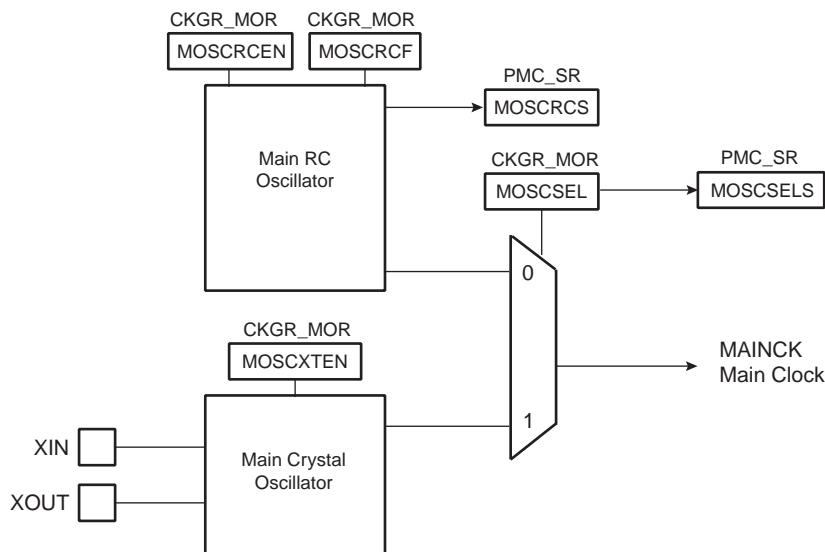 CKGR_MOR
CKGR_MOR
MOSCRCEN
MOSCRCF
PMC_SR
MOSCRCS
Main RC
Oscillator
CKGR_MOR
PMC_SR
MOSCSEL
MOSCSELS
0
CKGR_MOR
MOSCXTEN
MAINCK
Main Clock
1
XIN
Main Crystal
Oscillator
XOUT